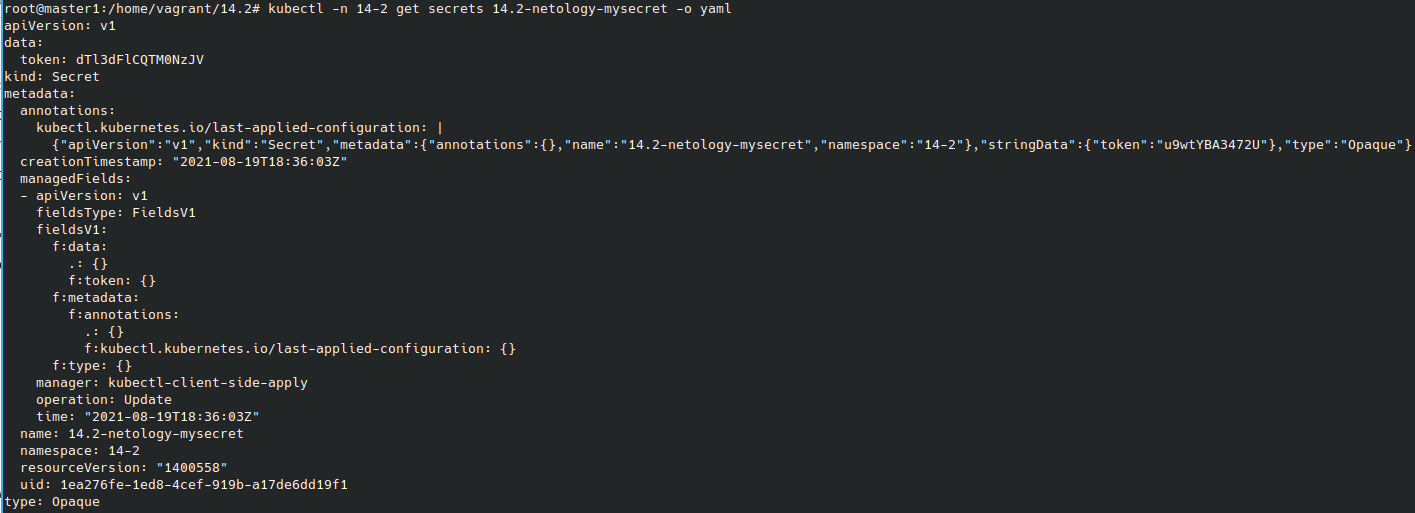 root@master1:/home/vagrant/14.2# kubectl -n 14-2 get secrets 14.2-netology-mysecret -o yaml
apiVersion: v1
data:
  token: dTl3dFlCQTM0NzJV
kind: Secret
metadata:
  annotations:
    kubectl.kubernetes.io/last-applied-configuration: |
      {"apiVersion":"v1","kind":"Secret","metadata":{"annotations":{},"name":"14.2-netology-mysecret","namespace":"14-2"},"stringData":{"token":"u9wtYBA3472U"},"type":"Opaque"}
  creationTimestamp: "2021-08-19T18:36:03Z"
  managedFields:
  - apiVersion: v1
    fieldsType: FieldsV1
    fieldsV1:
      f:data:
        .: {}
        f:token: {}
      f:metadata:
        f:annotations:
          .: {}
          f:kubectl.kubernetes.io/last-applied-configuration: {}
      f:type: {}
    manager: kubectl-client-side-apply
    operation: Update
    time: "2021-08-19T18:36:03Z"
  name: 14.2-netology-mysecret
  namespace: 14-2
  resourceVersion: "1400558"
  uid: 1ea276fe-1ed8-4cef-919b-a17de6dd19f1
type: Opaque